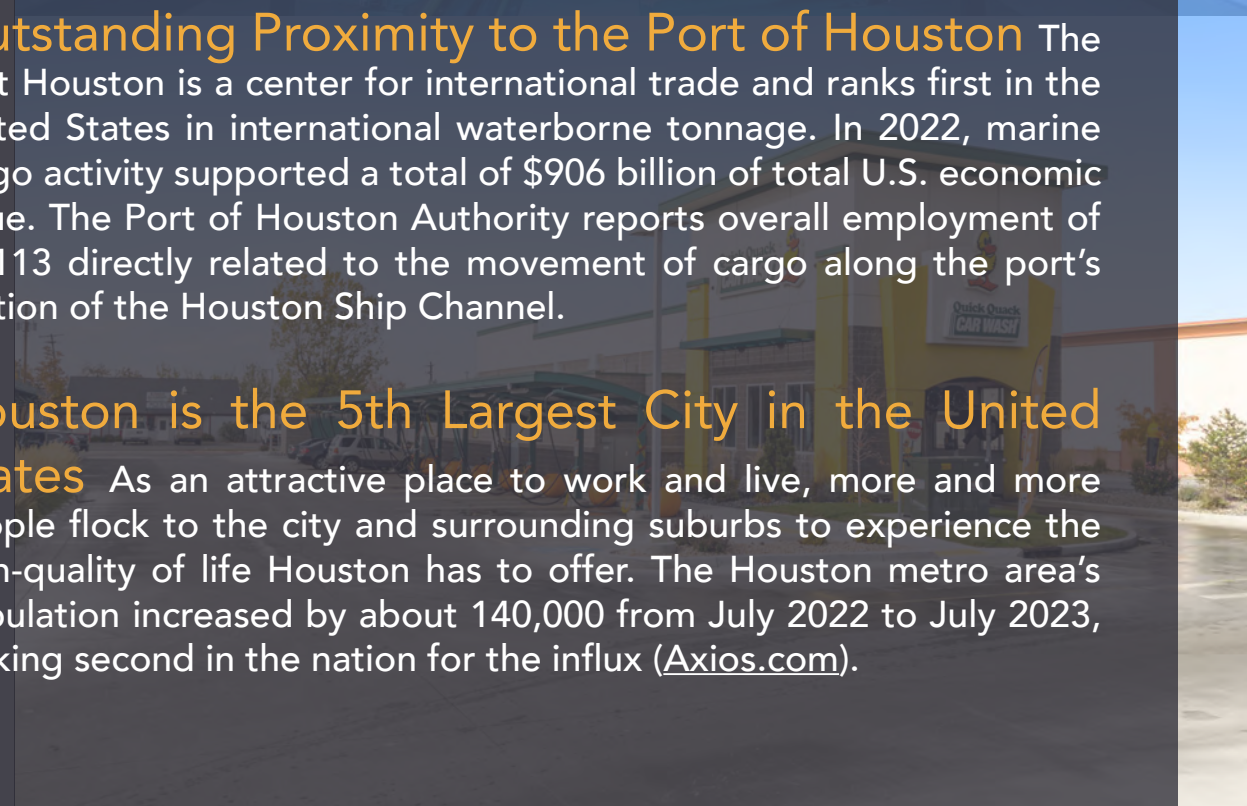 utstanding Proximity to the Port of Houston The
t Houston is a center for international trade and ranks first in the
ted States in international waterborne tonnage. In 2022, marine
go activity supported a total of $906 billion of total U.S. economic
ue. The Port of Houston Authority reports overall employment of
113 directly related to the movement of cargo along the port's
tion of the Houston Ship Channel.
Quick Quack
CAR WASH
ouston is the 5th Largest City in the United
ates As an attractive place to work and live, more and more
ople flock to the city and surrounding suburbs to experience the
h-quality of life Houston has to offer. The Houston metro area's
pulation increased by about 140,000 from July 2022 to July 2023,
king second in the nation for the influx (Axios.com).